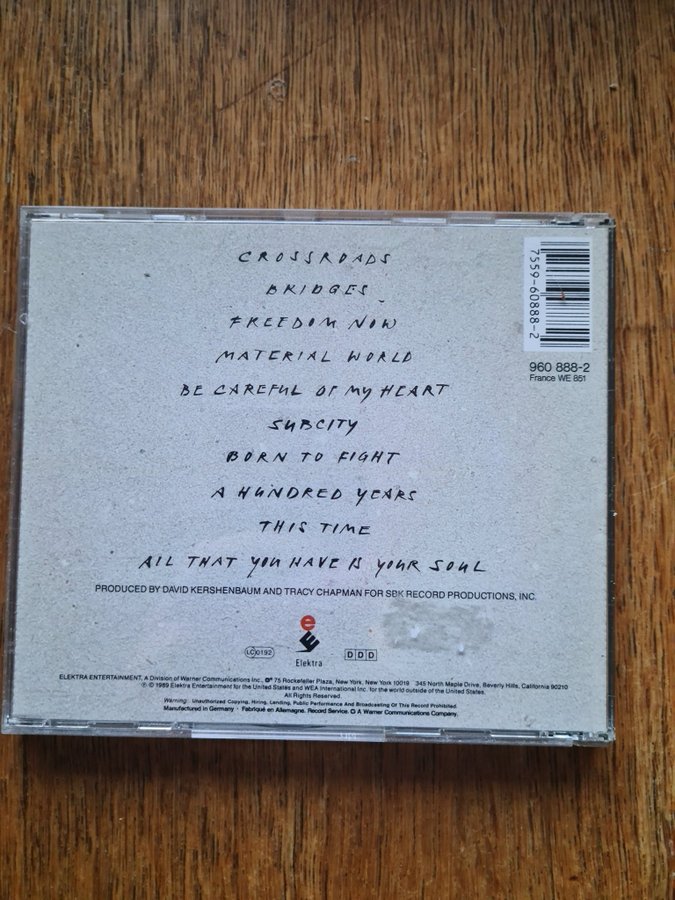 CROSSROADS
BRIDGES
FREEDOM NOW
MATERIAL WORLD
BE CAREFUL OF MY HEART
SUBCITY
BORN TO FIGHT
A HUNDRED YEARS
THIS TIME
ALL THAT YOU HAVE IS YOUR SOUL
7559-60888-2
960 888-2
France WE 851
PRODUCED BY DAVID KERSHENBAUM AND TRACY CHAPMAN FOR SBK RECORD PRODUCTIONS, INC.
e
E
LC 0192
Elektra
DDD
ELEKTRA ENTERTAINMENT, A Division of Warner Communications Inc., 75 Rockefeller Plaza, New York, New York 10019 345 North Maple Drive, Beverly Hills, California 90210
℗ © 1989 Elektra Entertainment for the United States and WEA International Inc. for the world outside of the United States.
All Rights Reserved.
Warning: Unauthorized Copying, Hiring, Lending, Public Performance And Broadcasting Of This Record Prohibited.
Manufactured in Germany · Fabriqué en Allemagne. Record Service. A Warner Communications Company.